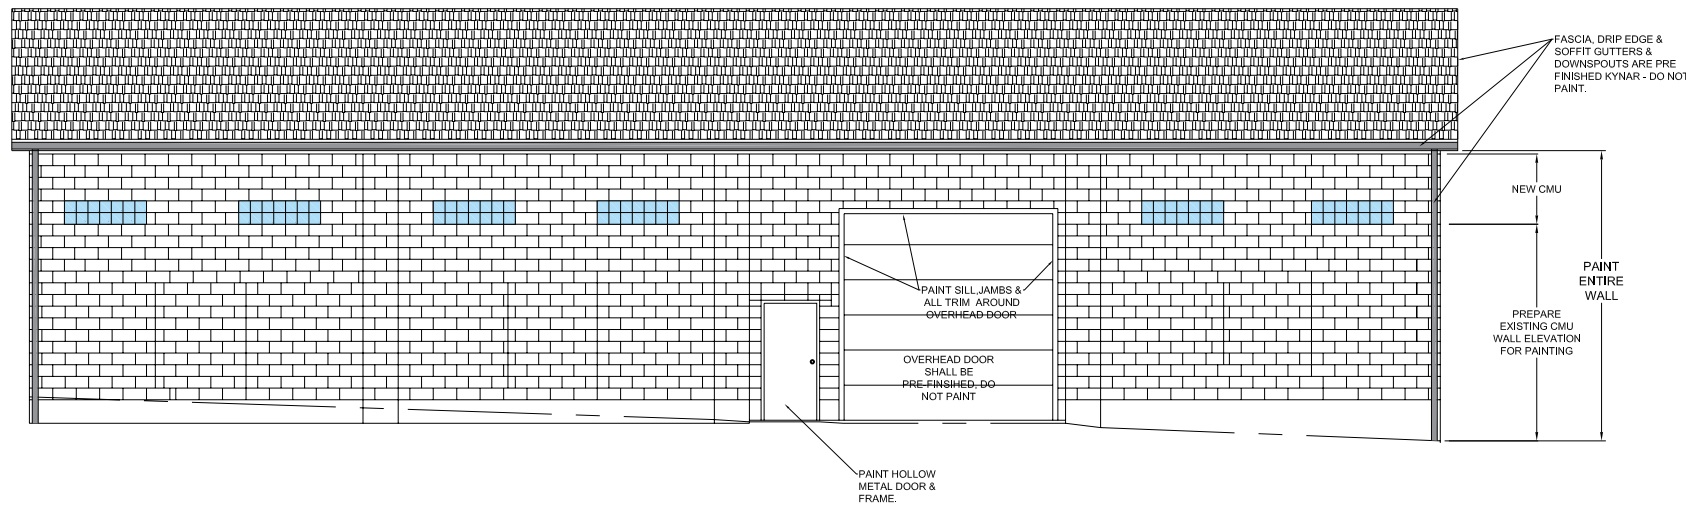 FASCIA, DRIP EDGE &
SOFFIT GUTTERS &
DOWNSPOUTS ARE PRE
FINISHED KYNAR - DO NOT
PAINT.
NEW CMU
PAINT
ENTIRE
WALL
PREPARE
EXISTING CMU
WALL ELEVATION
FOR PAINTING
PAINT SILL,JAMBS &
ALL TRIM AROUND
OVERHEAD DOOR
OVERHEAD DOOR
SHALL BE
PRE-FINSIHED, DO
NOT PAINT
PAINT HOLLOW
METAL DOOR &
FRAME.